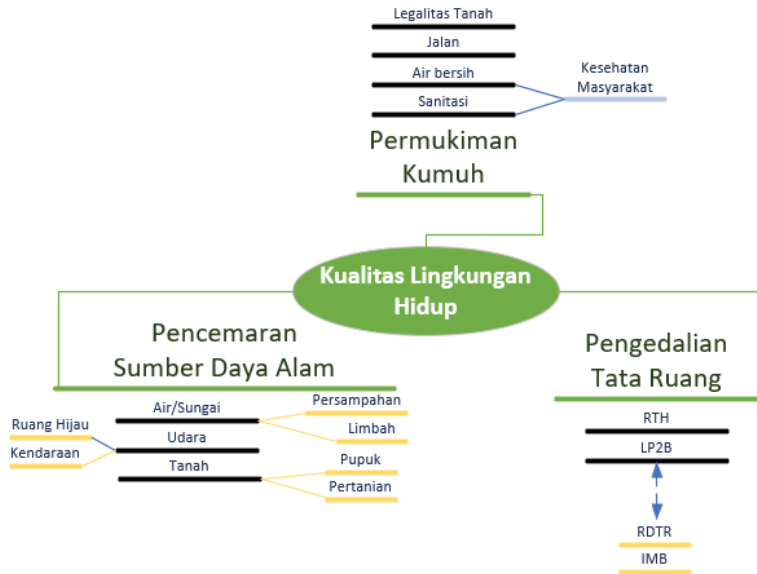 Legalitas Tanah
Jalan
Air bersih
Sanitasi
Kesehatan
Masyarakat
Permukiman
Kumuh
Kualitas Lingkungan
Hidup
Pencemaran
Sumber Daya Alam
Air/Sungai
Udara
Tanah
Ruang Hijau
Kendaraan
Persampahan
Limbah
Pupuk
Pertanian
Pengedalian
Tata Ruang
RTH
LP2B
RDTR
IMB